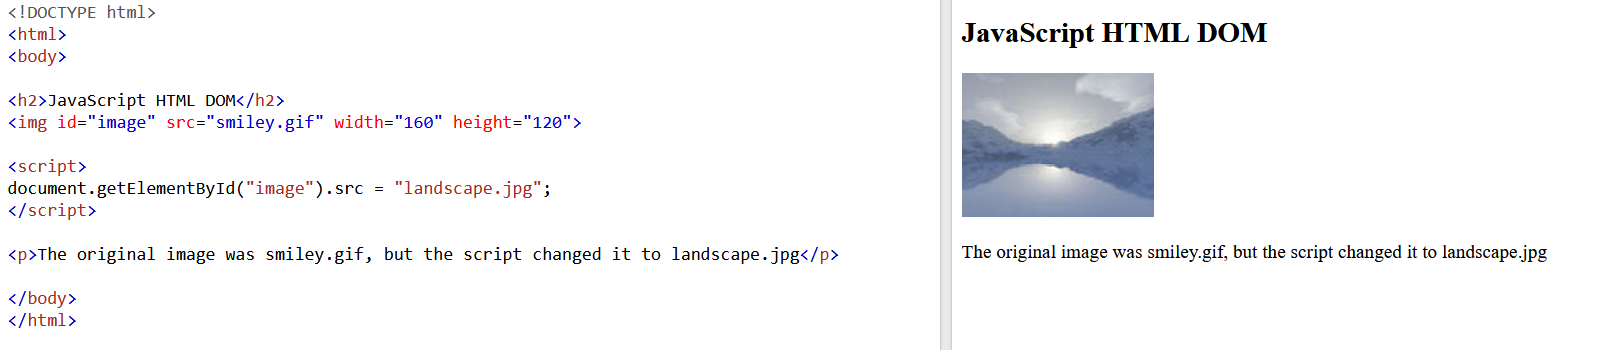 <!DOCTYPE html>
<html>
<body>
<h2>JavaScript HTML DOM</h2>
<img id="image" src="smiley.gif" width="160" height="120">
<script>
document.getElementById("image").src = "landscape.jpg";
</script>
<p>The original image was smiley.gif, but the script changed it to landscape.jpg</p>
</body>
</html>
JavaScript HTML DOM
The original image was smiley.gif, but the script changed it to landscape.jpg